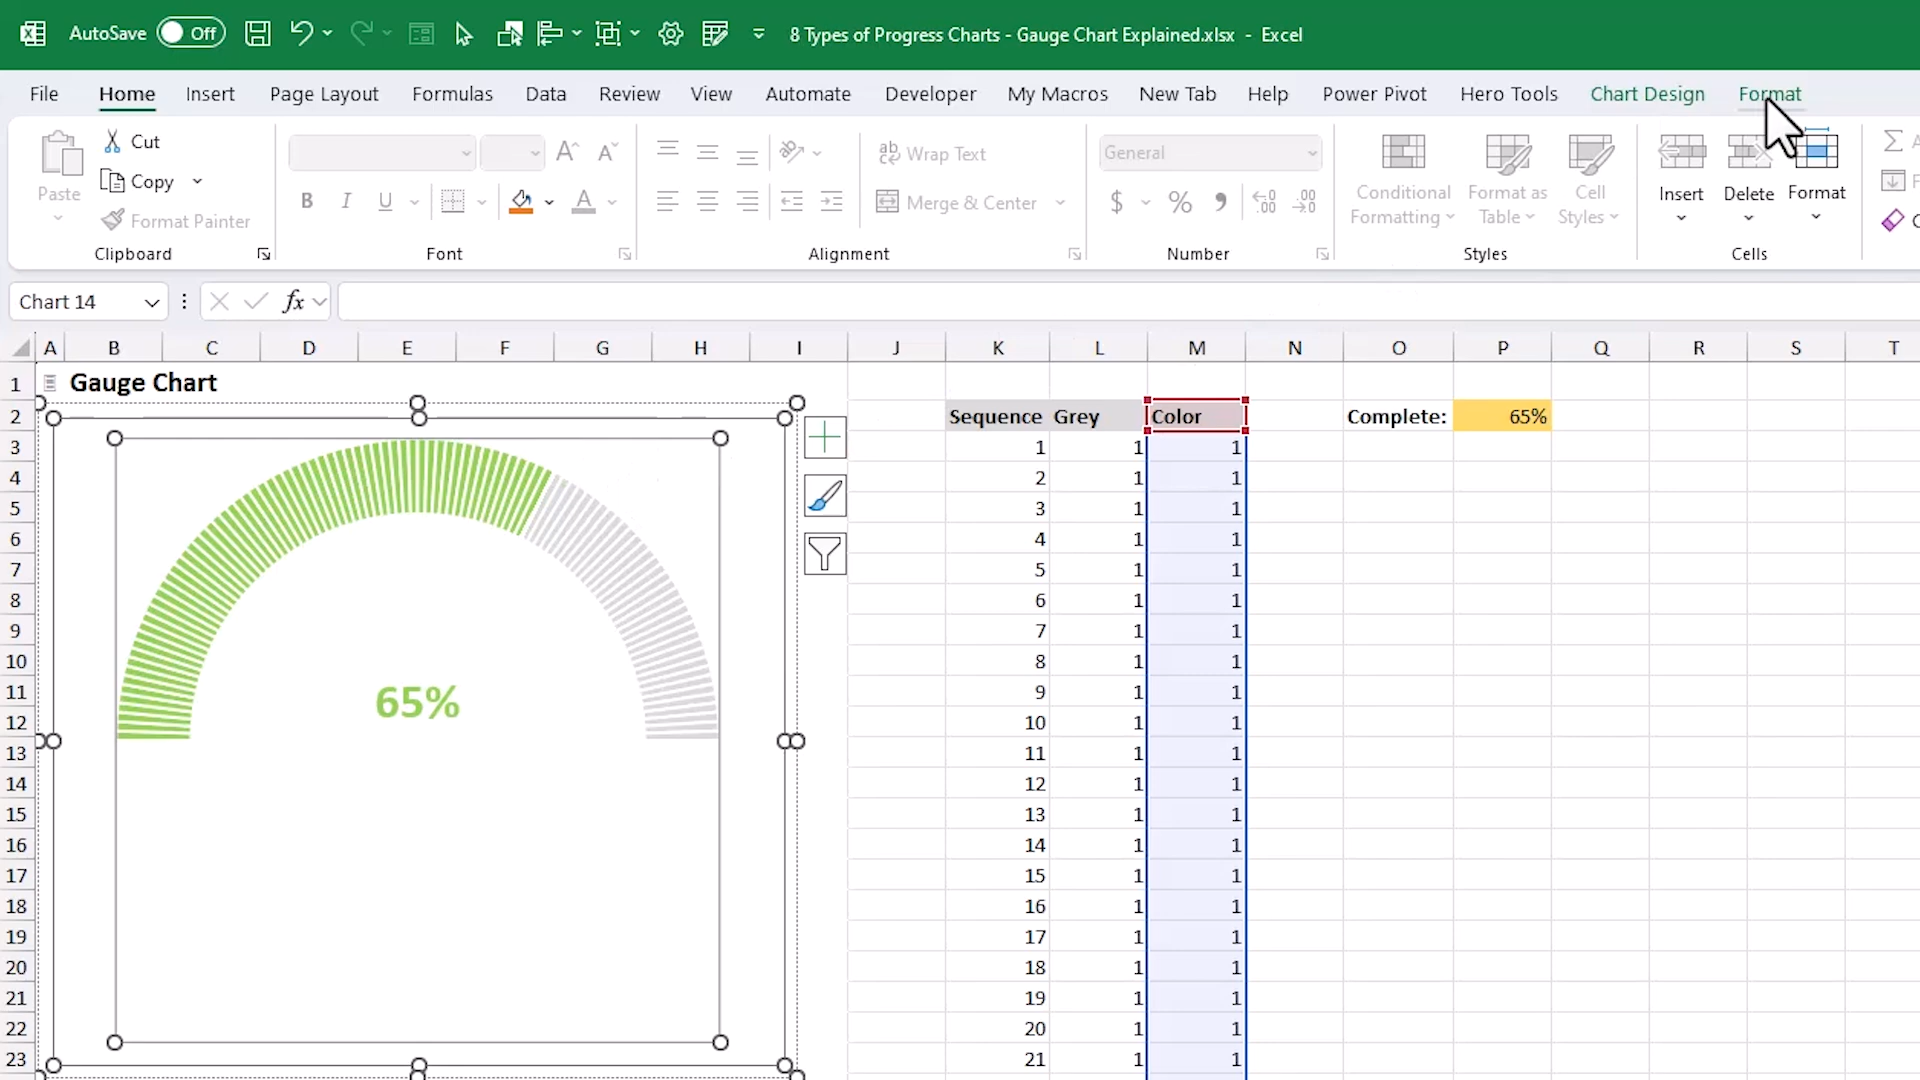 AutoSave Off 8 Types of Progress Charts - Gauge Chart Explained.xlsx - Excel
File Home Insert Page Layout Formulas Data Review View Automate Developer My Macros New Tab Help Power Pivot Hero Tools Chart Design Format
Paste
Cut
Copy
Format Painter
Clipboard
B I U A
Font
ab Wrap Text
Merge & Center
Alignment
General
$ %
Number
Conditional Formatting
Format as Table
Cell Styles
Styles
Insert Delete Format
Cells
Chart 14 fx
A B C D E F G H I J K L M N O P Q R S T
1 Gauge Chart
2 Sequence Grey Color Complete: 65%
3 1 1 1
4 2 1 1
5 3 1 1
6 4 1 1
7 5 1 1
8 6 1 1
9 7 1 1
10 8 1 1
11 9 1 1
65%
12 10 1 1
13 11 1 1
14 12 1 1
15 13 1 1
16 14 1 1
17 15 1 1
18 16 1 1
19 17 1 1
20 18 1 1
21 19 1 1
22 20 1 1
23 21 1 1